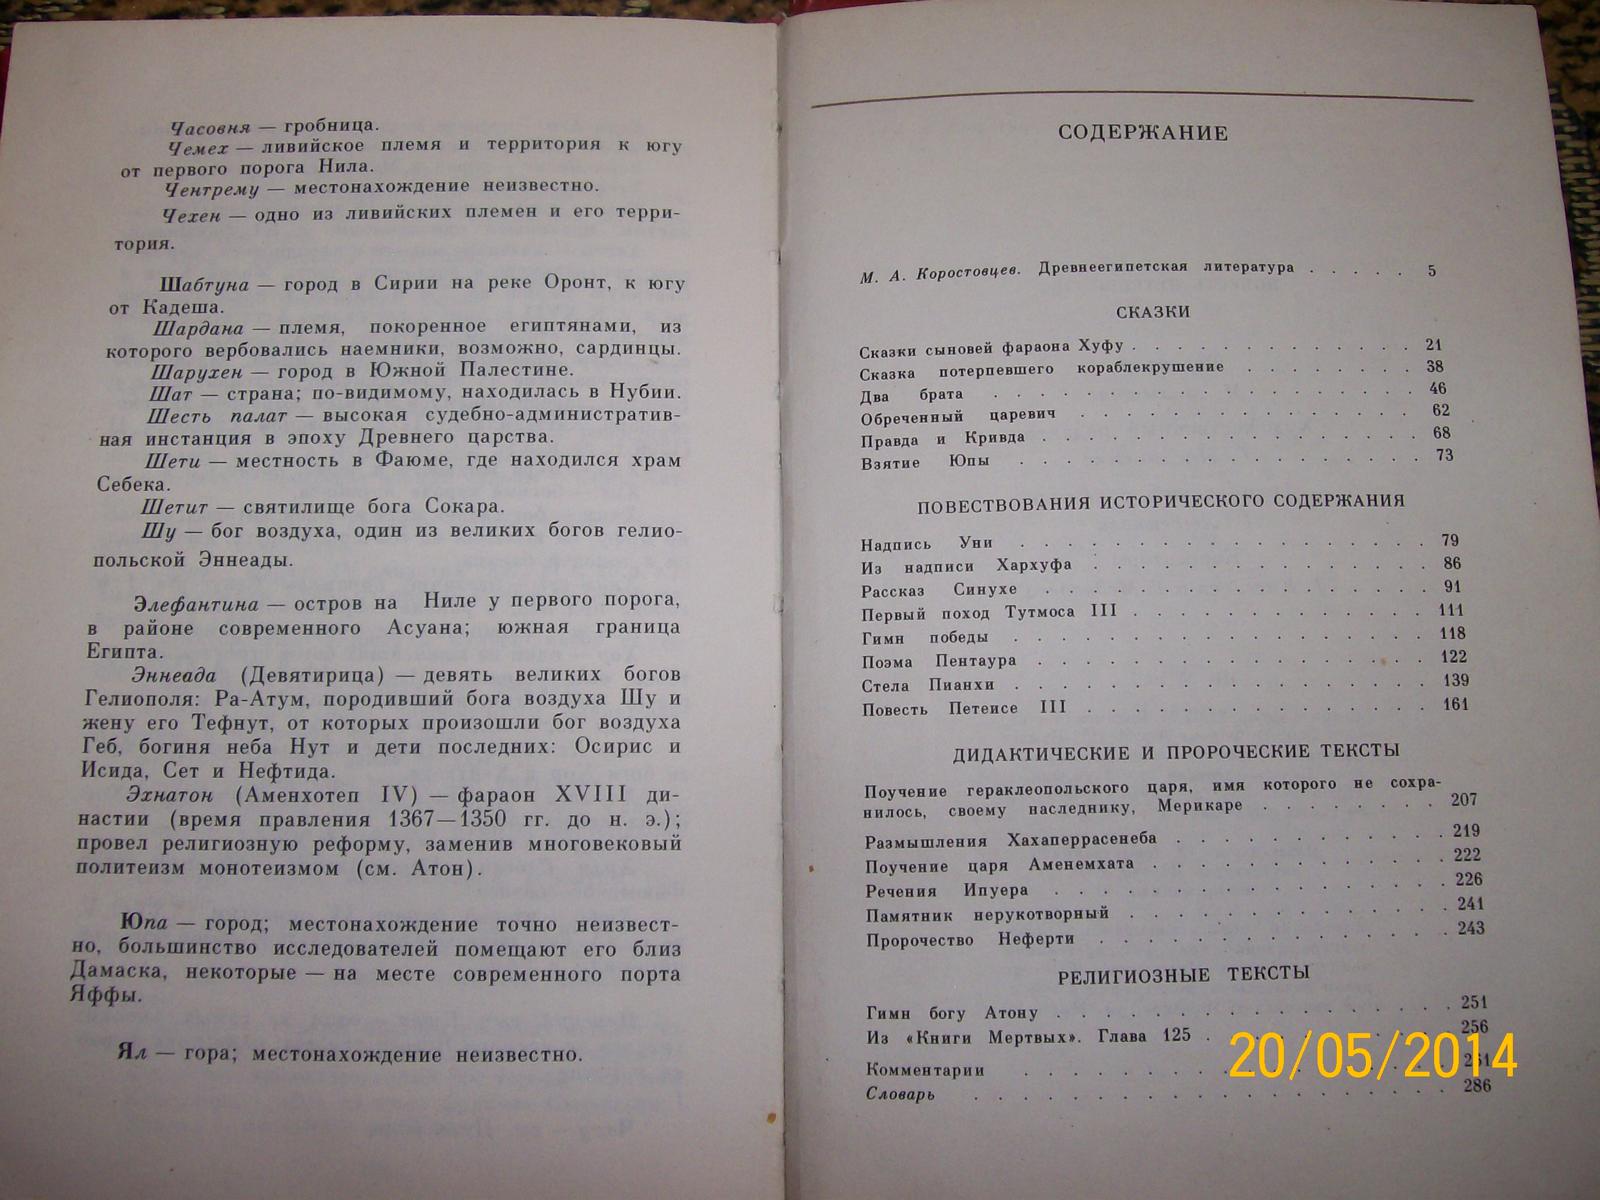 Часовня — гробница.
Чемех — ливийское племя и территория к югу
от первого порога Нила.
Чентрему — местонахождение неизвестно.
Чехен — одно из ливийских племен и его терри-
тория.
Шабтуна — город в Сирии на реке Оронт, к югу
от Кадеша.
Шардана — племя, покоренное египтянами, из
которого вербовались наемники, возможно, сардинцы.
Шарухен — город в Южной Палестине.
Шат — страна; по-видимому, находилась в Нубии.
Шесть палат — высокая судебно-административ-
ная инстанция в эпоху Древнего царства.
Шети — местность в Фаюме, где находился храм
Себека.
Шетит — святилище бога Сокара.
Шу — бог воздуха, один из великих богов гелио-
польской Эннеады.
Элефантина — остров на Ниле у первого порога,
в районе современного Асуана; южная граница
Египта.
Эннеада (Девятирица) — девять великих богов
Гелиополя: Ра-Атум, породивший бога воздуха Шу и
жену его Тефнут, от которых произошли бог воздуха
Геб, богиня неба Нут и дети последних: Осирис и
Исида, Сет и Нефтида.
Эхнатон (Аменхотеп IV) — фараон XVIII ди-
настии (время правления 1367—1350 гг. до н. э.);
провел религиозную реформу, заменив многовековый
политеизм монотеизмом (см. Атон).
Юпа — город; местонахождение точно неизвест-
но, большинство исследователей помещают его близ
Дамаска, некоторые — на месте современного порта
Яффы.
Ял — гора; местонахождение неизвестно.
СОДЕРЖАНИЕ
М. А. Коростовцев. Древнеегипетская литература . . . . . 5
СКАЗКИ
Сказки сыновей фараона Хуфу . . . . . . . . . . . . 21
Сказка потерпевшего кораблекрушение . . . . . . . . 38
Два брата . . . . . . . . . . . . . . . . . 46
Обреченный царевич . . . . . . . . . . . . . . 62
Правда и Кривда . . . . . . . . . . . . . . . 68
Взятие Юпы . . . . . . . . . . . . . . . . 73
ПОВЕСТВОВАНИЯ ИСТОРИЧЕСКОГО СОДЕРЖАНИЯ
Надпись Уни . . . . . . . . . . . . . . . . 79
Из надписи Хархуфа . . . . . . . . . . . . . . 86
Рассказ Синухе . . . . . . . . . . . . . . . 91
Первый поход Тутмоса III . . . . . . . . . . . . 111
Гимн победы . . . . . . . . . . . . . . . . 118
Поэма Пентаура . . . . . . . . . . . . . . . 122
Стела Пианхи . . . . . . . . . . . . . . . . 139
Повесть Петеисе III . . . . . . . . . . . . . . 161
ДИДАКТИЧЕСКИЕ И ПРОРОЧЕСКИЕ ТЕКСТЫ
Поучение гераклеопольского царя, имя которого не сохра-
нилось, своему наследнику, Мерикаре . . . . . . . . 207
Размышления Хахаперрасенеба . . . . . . . . . . . 219
Поучение царя Аменемхата . . . . . . . . . . . . 222
Речения Ипуера . . . . . . . . . . . . . . . 226
Памятник нерукотворный . . . . . . . . . . . . . 241
Пророчество Неферти . . . . . . . . . . . . . . 243
РЕЛИГИОЗНЫЕ ТЕКСТЫ
Гимн богу Атону . . . . . . . . . . . . . . . 251
Из «Книги Мертвых». Глава 125 . . . . . . . . . . 256
Комментарии . . . . . . . . . . . . . . . . 261
Словарь . . . . . . . . . . . . . . . . . . 286
20/05/2014